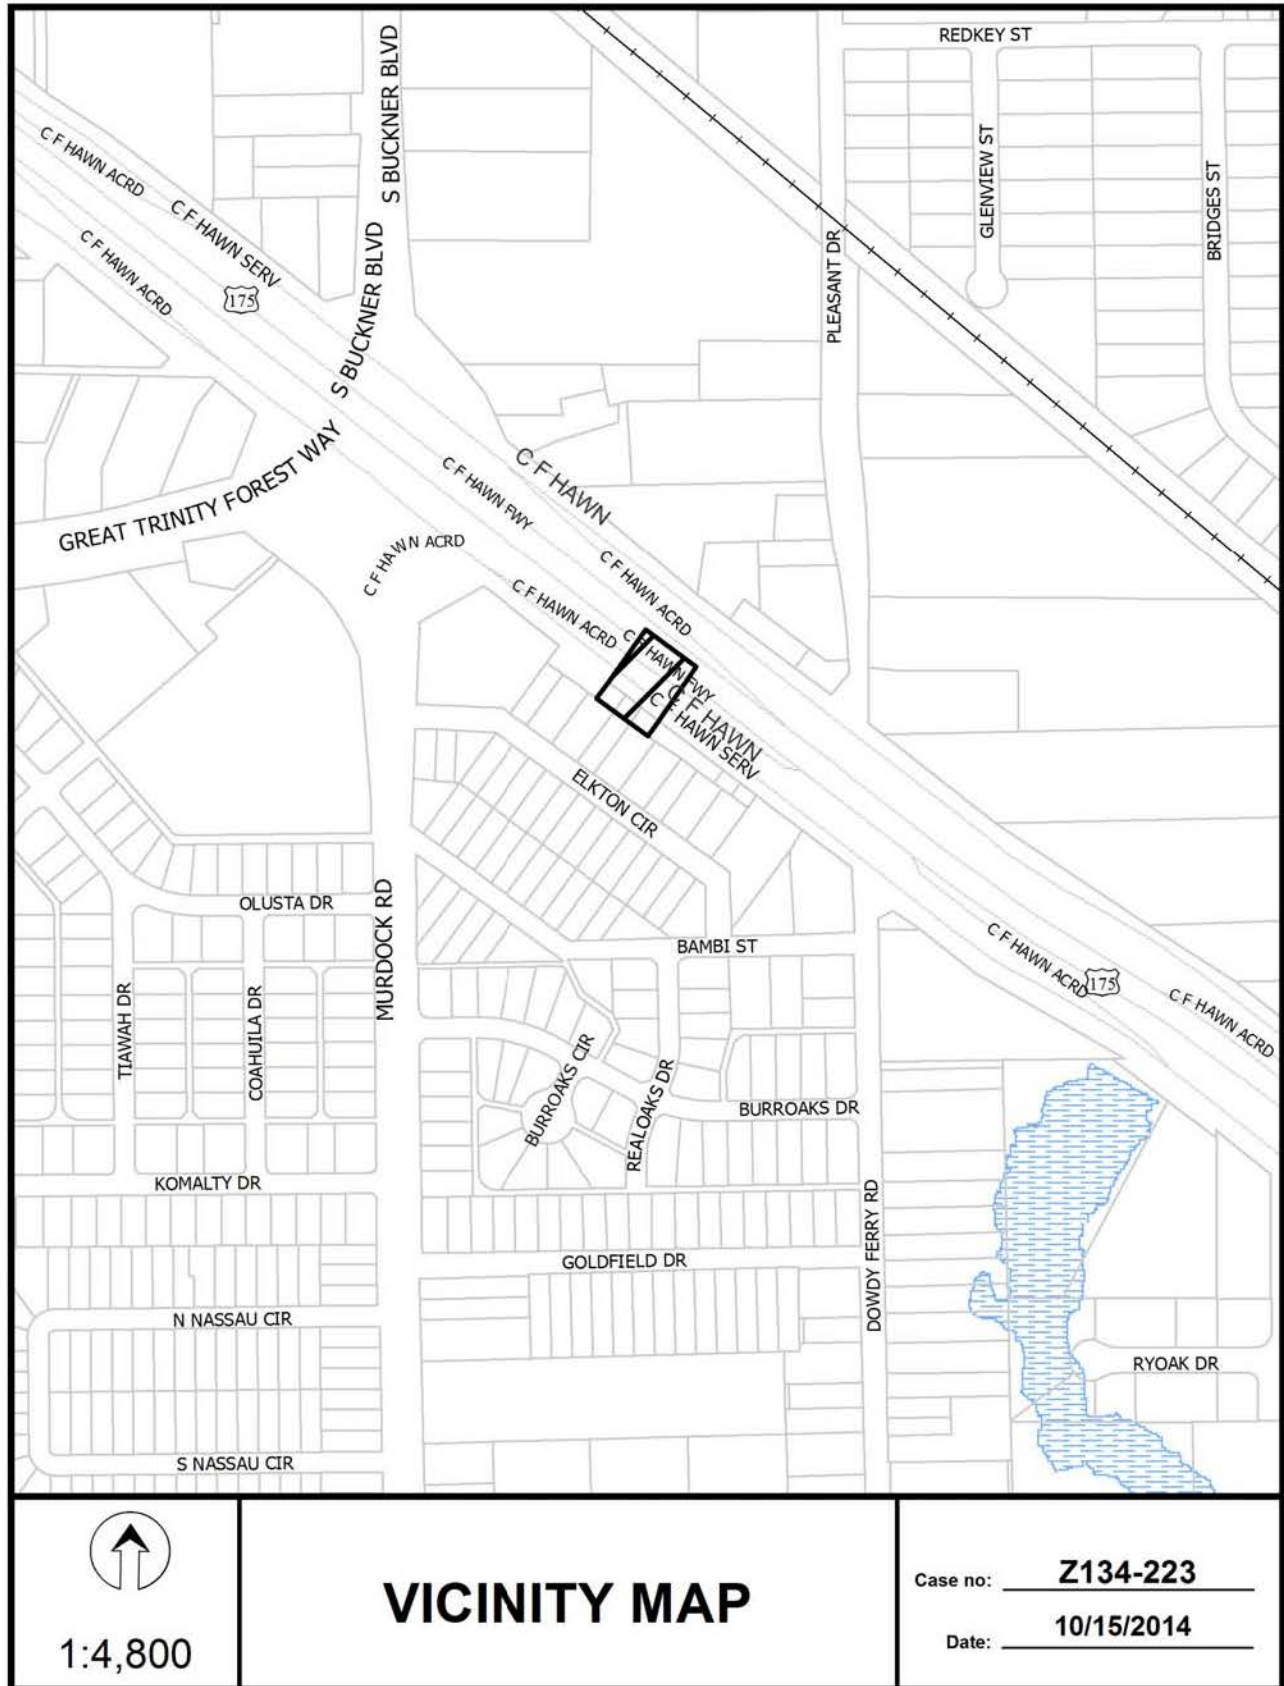 REDKEY ST
S BUCKNER BLVD
C F HAWN ACRD
GLENVIEW ST
BRIDGES ST
C F HAWN SERV
C F HAWN ACRD
175
PLEASANT DR
S BUCKNER BLVD
GREAT TRINITY FOREST WAY
C F HAWN
C F HAWN FWY
C F HAWN ACRD
C F HAWN ACRD
C F HAWN ACRD
C F HAWN FWY
C F HAWN
C F HAWN SERV
ELKTON CIR
OLUSTA DR
MURDOCK RD
BAMBI ST
C F HAWN ACRD
175
C F HAWN ACRD
TIAWAH DR
COAHUILA DR
BURROAKS CIR
REALOAKS DR
BURROAKS DR
KOMALTY DR
DOWDY FERRY RD
GOLDFIELD DR
N NASSAU CIR
RYOAK DR
S NASSAU CIR
1:4,800
VICINITY MAP
Case no: Z134-223
Date: 10/15/2014